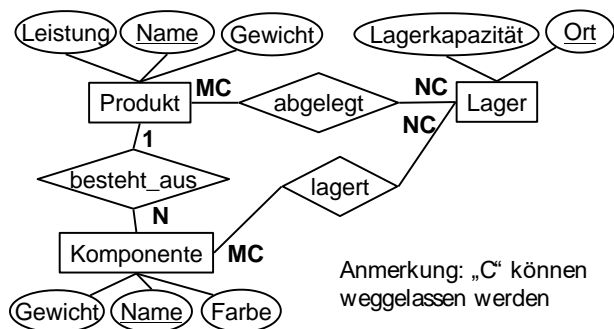 Leistung Name Gewicht
Lagerkapazität Ort
Produkt MC abgelegt NC Lager
NC
1
besteht_aus lagert
N
Komponente MC
Gewicht Name Farbe
Anmerkung: „C“ können
weggelassen werden